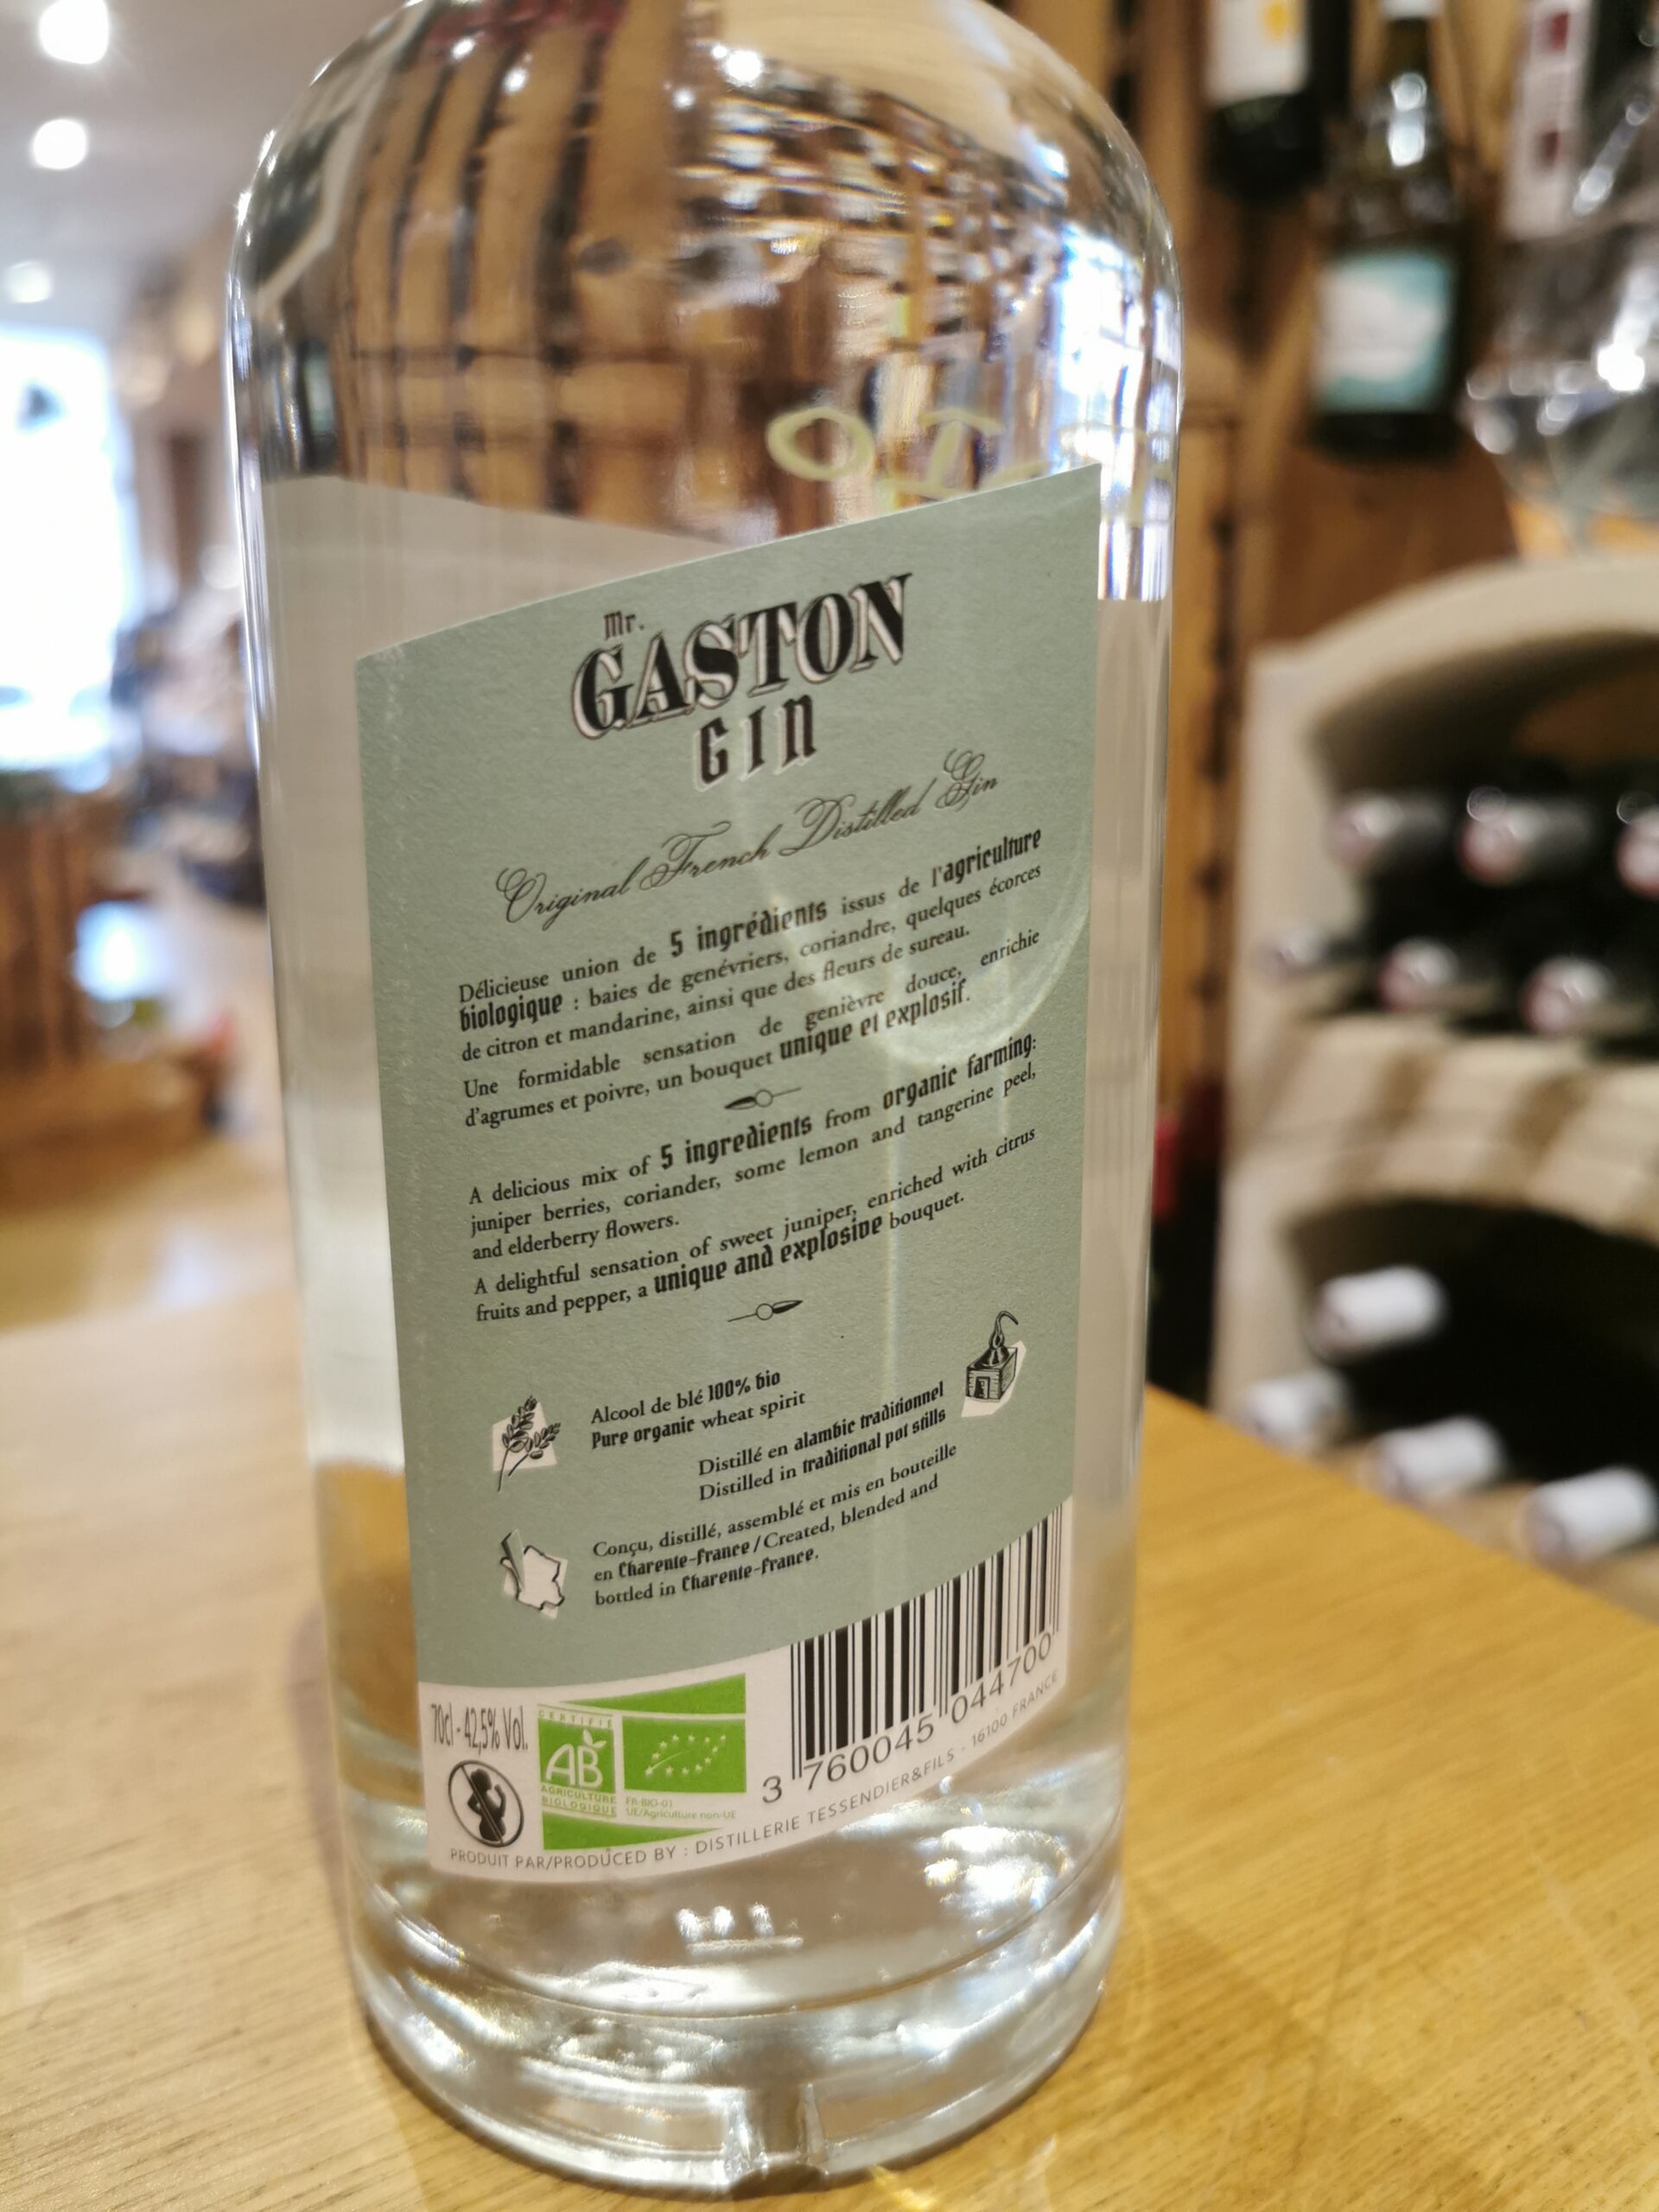 Mr.
GASTON
GIN
Original French Distilled Gin
Délicieuse union de 5 ingrédients issus de l'agriculture
biologique : baies de genévriers, coriandre, quelques écorces
de citron et mandarine, ainsi que des fleurs de sureau.
Une formidable sensation de genièvre douce, enrichie
d'agrumes et poivre, un bouquet unique et explosif.
A delicious mix of 5 ingredients from organic farming:
juniper berries, coriander, some lemon and tangerine peel,
and elderberry flowers.
A delightful sensation of sweet juniper, enriched with citrus
fruits and pepper, a unique and explosive bouquet.
Alcool de blé 100% bio
Pure organic wheat spirit
Distillé en alambic traditionnel
Distilled in traditional pot stills
Conçu, distillé, assemblé et mis en bouteille
en Charente-France / Created, blended and
bottled in Charente-France.
70cl - 42,5% Vol.
CERTIFIÉ
AB
AGRICULTURE
BIOLOGIQUE
FR-BIO-01
UE/Agriculture non-UE
3 760045 044700
PRODUIT PAR/PRODUCED BY : DISTILLERIE TESSENDIER&FILS - 16100 FRANCE